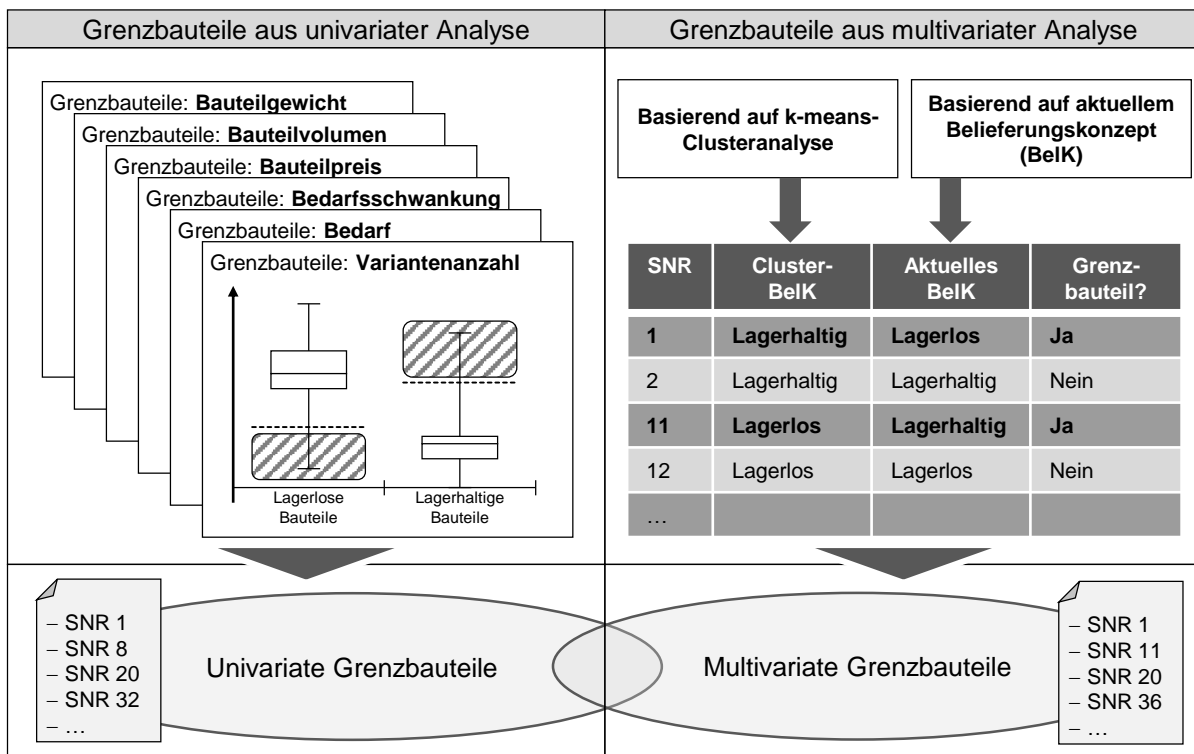 Grenzbauteile aus univariater Analyse
Grenzbauteile: Bauteilgewicht
Grenzbauteile: Bauteilvolumen
Grenzbauteile: Bauteilpreis
Grenzbauteile: Bedarfsschwankung
Grenzbauteile: Bedarf
Grenzbauteile: Variantenanzahl
Lagerlose
Bauteile
Lagerhaltige
Bauteile
Grenzbauteile aus multivariater Analyse
Basierend auf k-means-
Clusteranalyse
Basierend auf aktuellem
Belieferungskonzept
(BelK)
SNR Cluster- Aktuelles Grenz-
BelK BelK bauteil?
1 Lagerhaltig Lagerlos Ja
2 Lagerhaltig Lagerhaltig Nein
11 Lagerlos Lagerhaltig Ja
12 Lagerlos Lagerlos Nein
…
– SNR 1
– SNR 8
– SNR 20
– SNR 32
– …
Univariate Grenzbauteile
Multivariate Grenzbauteile
– SNR 1
– SNR 11
– SNR 20
– SNR 36
– …